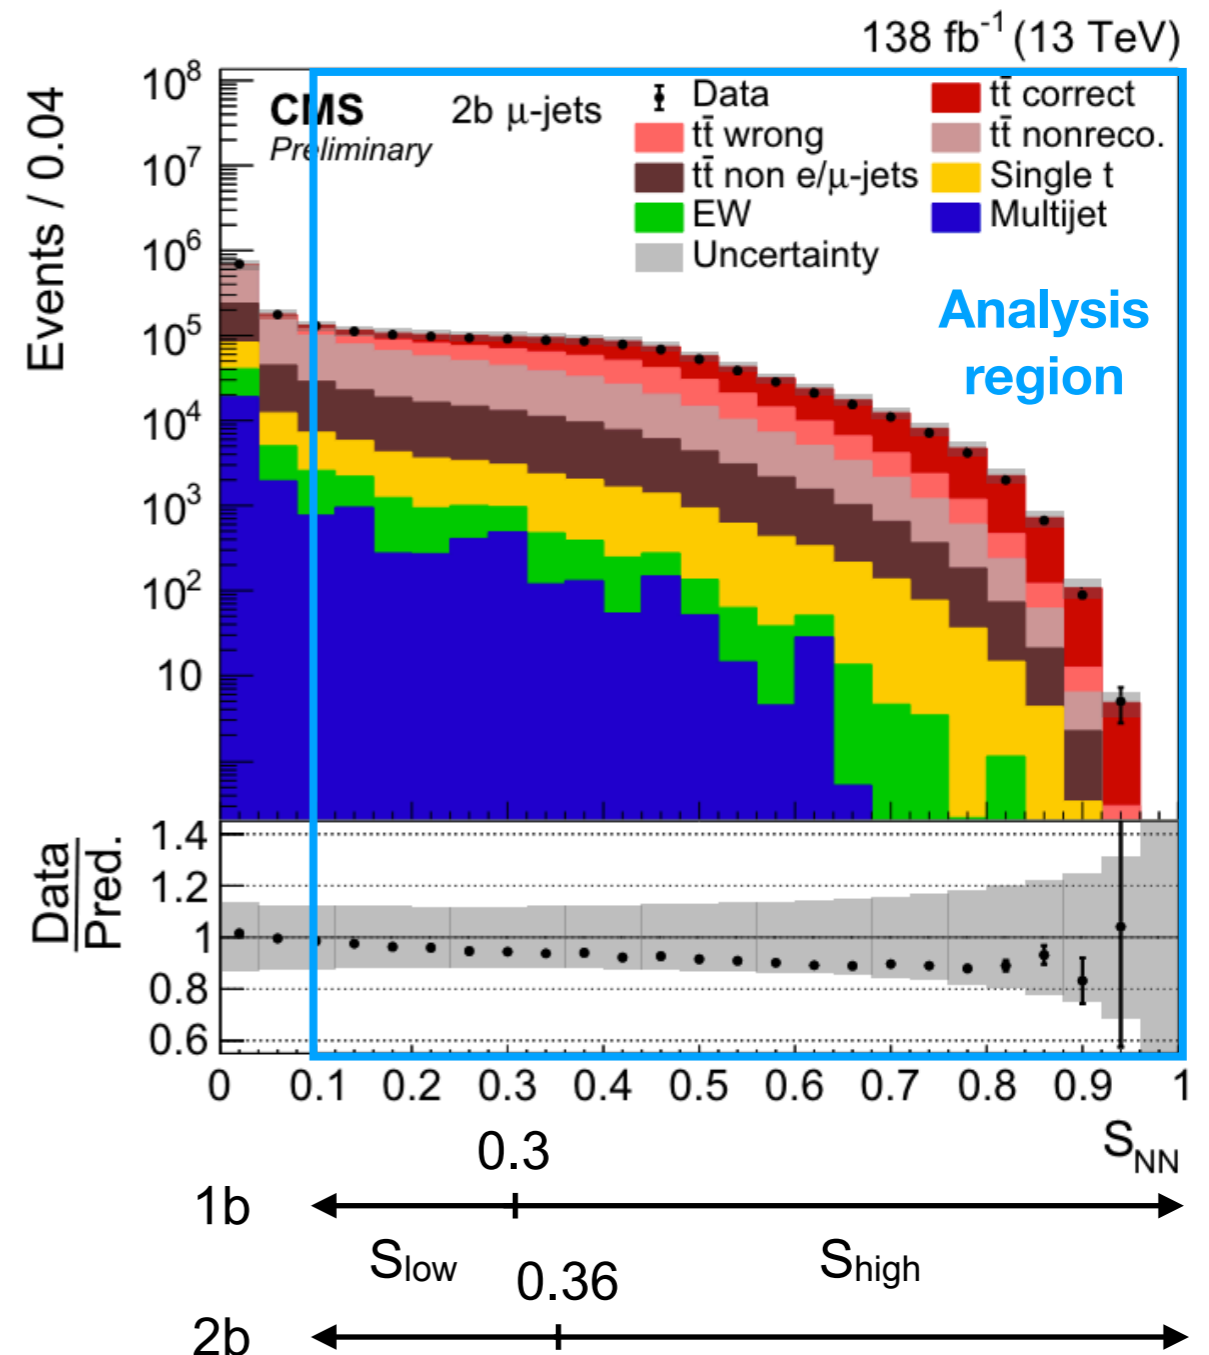 138 fb⁻¹ (13 TeV)
Events / 0.04
10⁸
10⁷
10⁶
10⁵
10⁴
10³
10²
10
CMS
Preliminary
2b μ-jets
Data
tt̄ correct
tt̄ wrong
tt̄ nonreco.
tt̄ non e/μ-jets
Single t
EW
Multijet
Uncertainty
Analysis
region
Data
Pred.
1.4
1.2
1
0.8
0.6
0 0.1 0.2 0.3 0.4 0.5 0.6 0.7 0.8 0.9 1
S_NN
0.3
1b
S_low S_high
0.36
2b